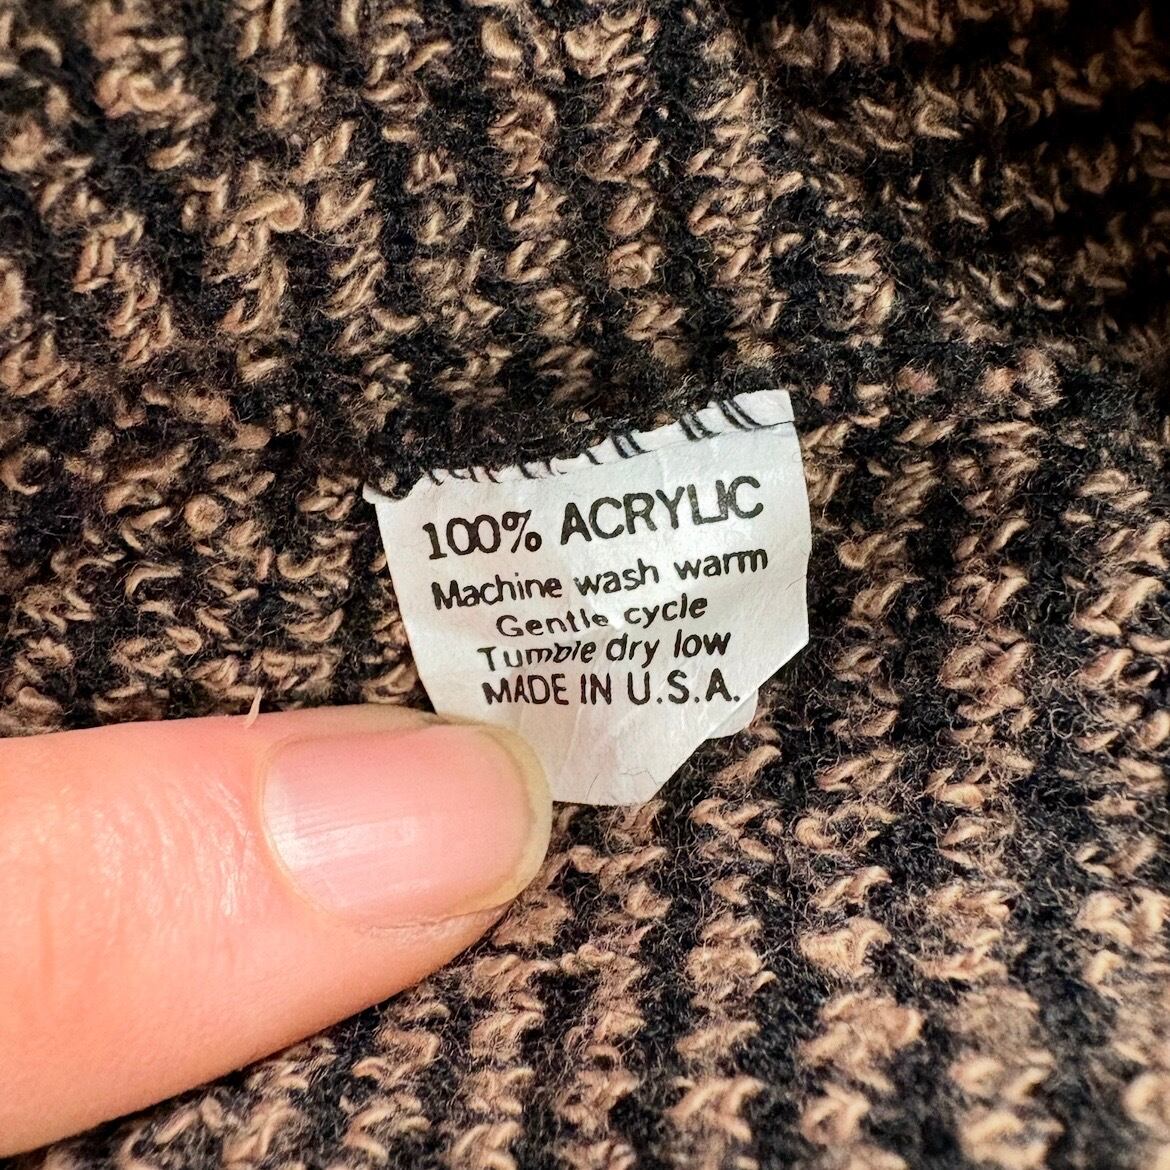 100% ACRYLIC
Machine wash warm
Gentle cycle
Tumble dry low
MADE IN U.S.A.